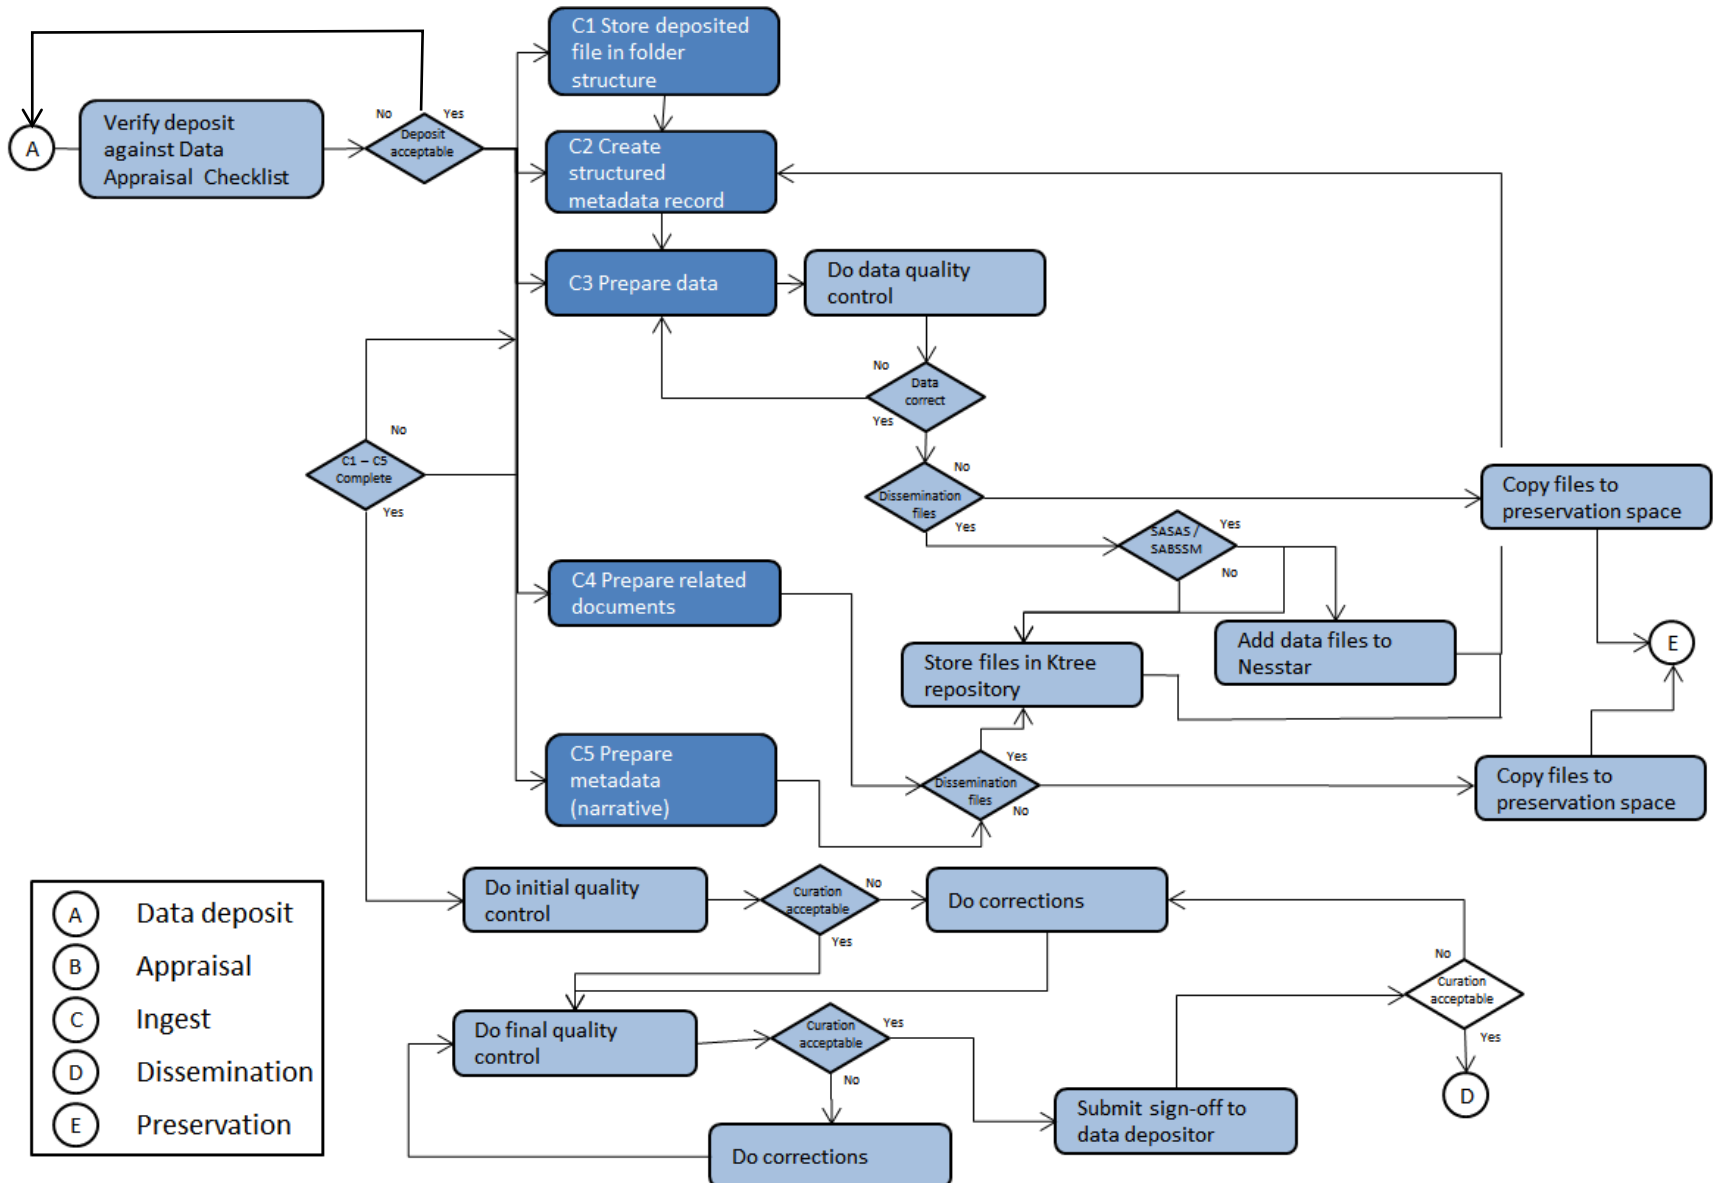 C1 Store deposited
file in folder
structure
No
Yes
A
Verify deposit
against Data
Appraisal Checklist
Deposit
acceptable
C2 Create
structured
metadata record
C3 Prepare data
Do data quality
control
No
Data
correct
Yes
No
C1 – C5
Complete
Yes
No
Dissemination
files
Yes
Copy files to
preservation space
SASAS /
SABSSM
Yes
No
C4 Prepare related
documents
Store files in Ktree
repository
Add data files to
Nesstar
E
C5 Prepare
metadada
(narrative)
Yes
Dissemination
files
No
Copy files to
preservation space
Do initial quality
control
Curation
acceptable
No
Yes
Do corrections
A Data deposit
B Appraisal
C Ingest
D Dissemination
E Preservation
No
Curation
acceptable
Yes
D
Do final quality
control
Curation
acceptable
Yes
No
Submit sign-off to
data depositor
Do corrections